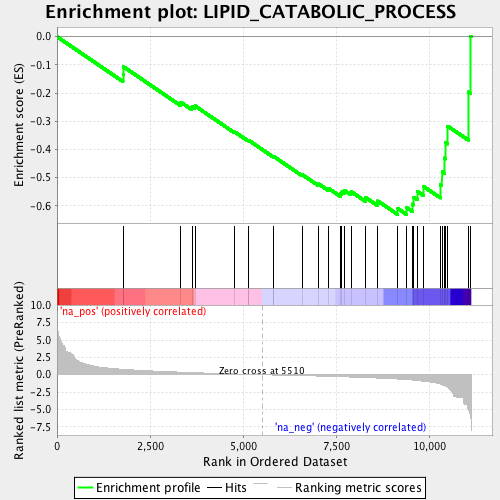 Enrichment plot: LIPID_CATABOLIC_PROCESS
Enrichment score (ES)
0.0
-0.1
-0.2
-0.3
-0.4
-0.5
-0.6
Ranked list metric (PreRanked)
10.0
7.5
5.0
2.5
0.0
-2.5
-5.0
-7.5
'na_pos' (positively correlated)
Zero cross at 5510
'na_neg' (negatively correlated)
0
2,500
5,000
7,500
10,000
Rank in Ordered Dataset
Enrichment profile
Hits
Ranking metric scores